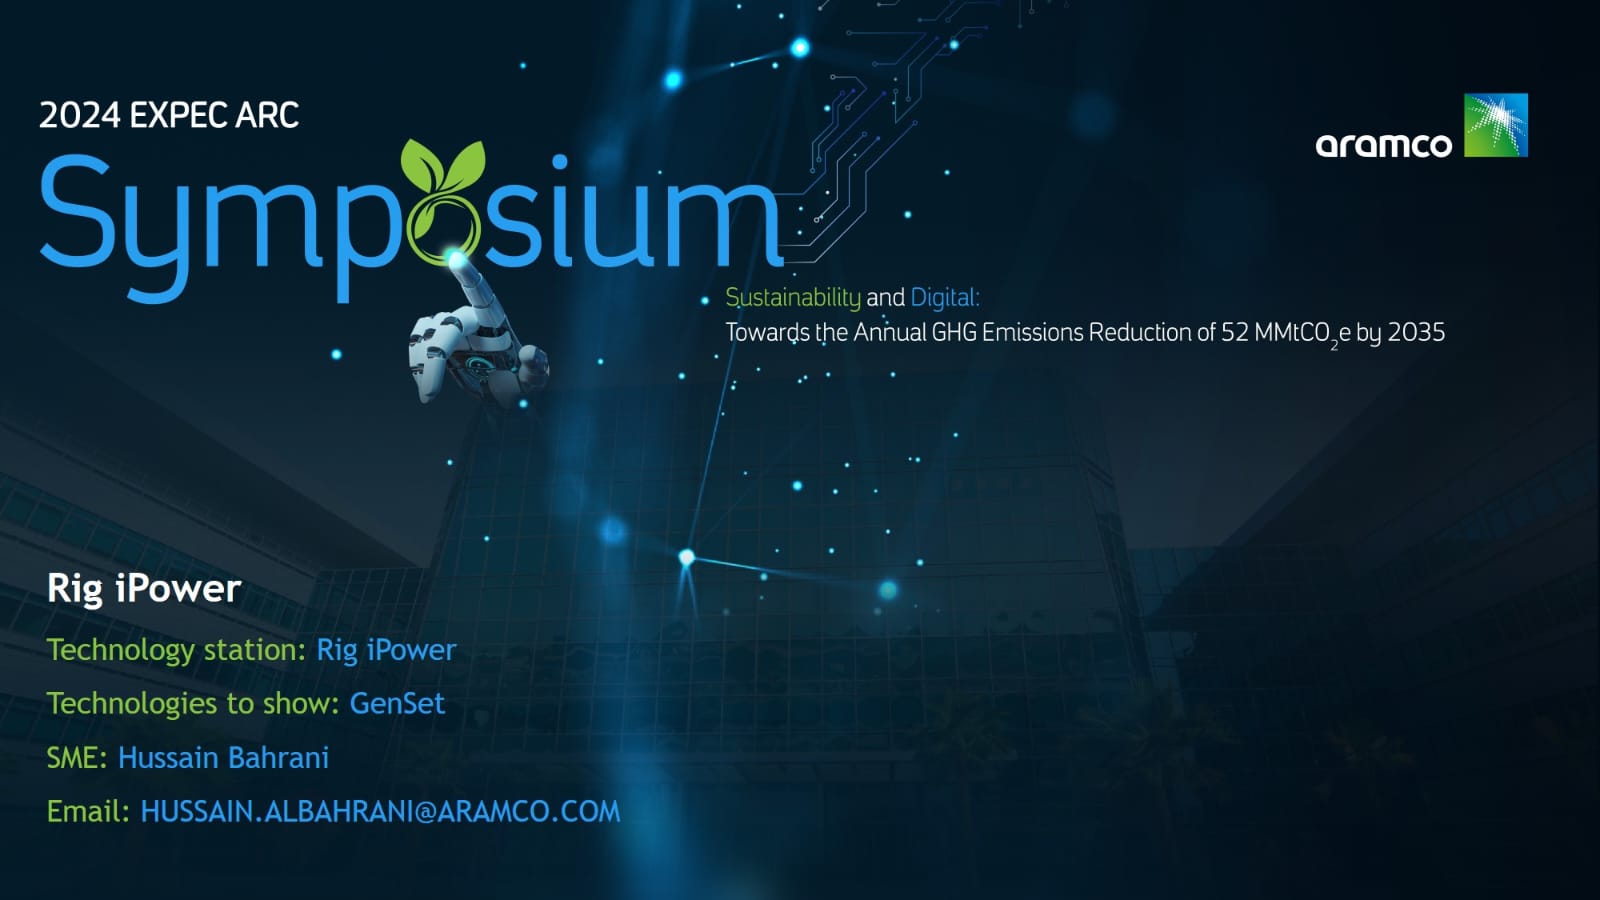 2024 EXPEC ARC
Symposium
aramco
Sustainability and Digital:
Towards the Annual GHG Emissions Reduction of 52 MMtCO₂e by 2035
Rig iPower
Technology station: Rig iPower
Technologies to show: GenSet
SME: Hussain Bahrani
Email: HUSSAIN.ALBAHRANI@ARAMCO.COM